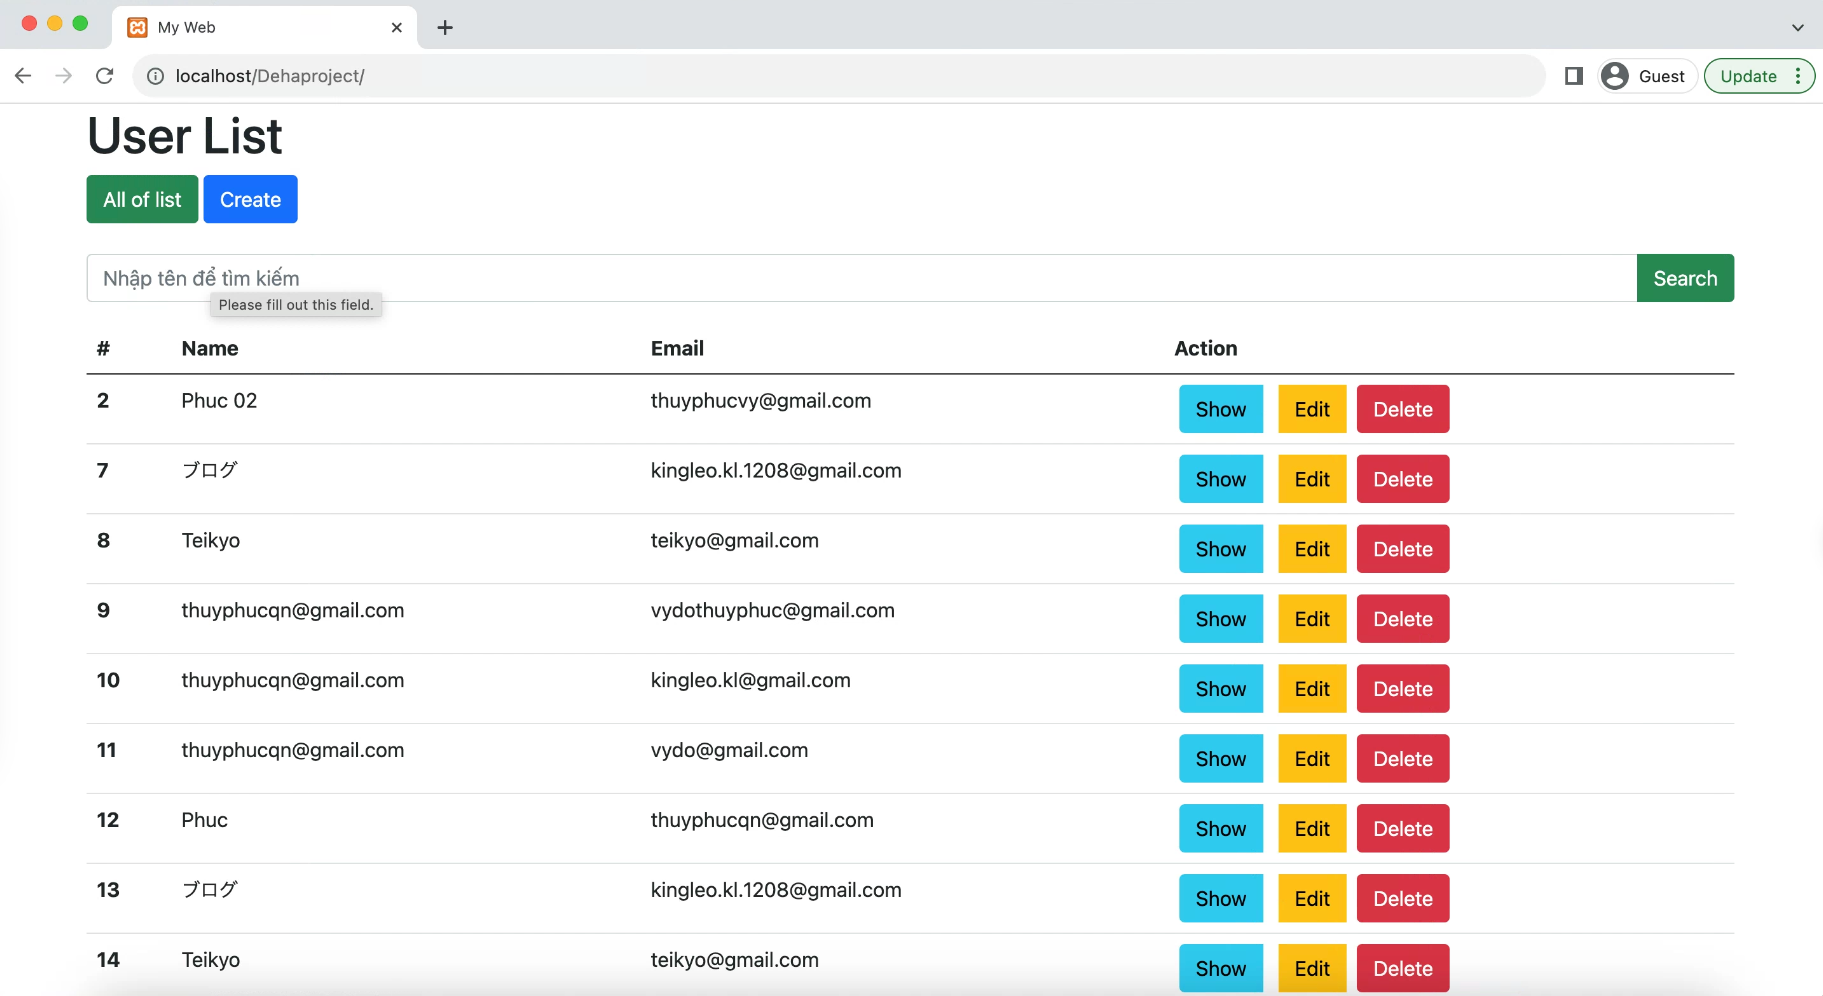 My Web
localhost/Dehaproject/
Guest
Update
User List
All of list Create
Nhập tên để tìm kiếm
Search
Please fill out this field.
# Name Email Action
2 Phuc 02 thuyphucvy@gmail.com Show Edit Delete
7 ブログ kingleo.kl.1208@gmail.com Show Edit Delete
8 Teikyo teikyo@gmail.com Show Edit Delete
9 thuyphucqn@gmail.com vydothuyphuc@gmail.com Show Edit Delete
10 thuyphucqn@gmail.com kingleo.kl@gmail.com Show Edit Delete
11 thuyphucqn@gmail.com vydo@gmail.com Show Edit Delete
12 Phuc thuyphucqn@gmail.com Show Edit Delete
13 ブログ kingleo.kl.1208@gmail.com Show Edit Delete
14 Teikyo teikyo@gmail.com Show Edit Delete